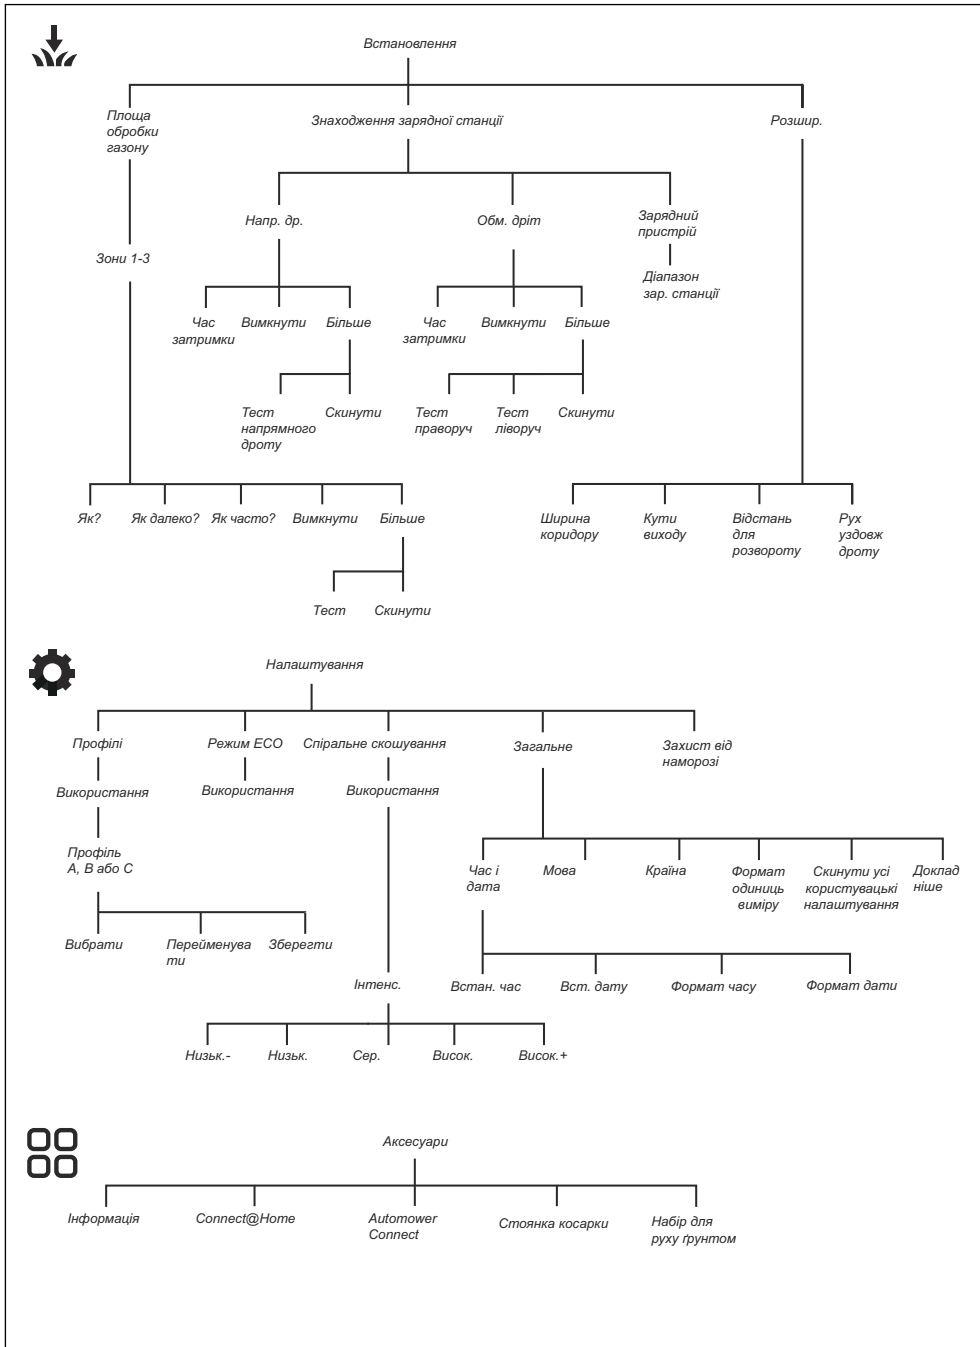 Встановлення
Площа
обробки
газону
Знаходження зарядної станції
Розшир.
Напр. др.
Обм. дріт
Зарядний
пристрій
Зони 1-3
Діапазон
зар. станції
Час
затримки
Вимкнути
Більше
Час
затримки
Вимкнути
Більше
Тест
напрямного
дроту
Скинути
Тест
праворуч
Тест
ліворуч
Скинути
Як?
Як далеко?
Як часто?
Вимкнути
Більше
Ширина
коридору
Кути
виходу
Відстань
для
розвороту
Рух
уздовж
дроту
Тест
Скинути
Налаштування
Профілі
Режим ECO
Спіральне скошування
Загальне
Захист від
наморозі
Використання
Використання
Використання
Профіль
A, B або C
Час і
дата
Мова
Країна
Формат
одиниць
виміру
Скинути усі
користувацькі
налаштування
Доклад
ніше
Вибрати
Перейменува
ти
Зберегти
Інтенс.
Встан. час
Вст. дату
Формат часу
Формат дати
Низьк.-
Низьк.
Сер.
Висок.
Висок.+
Аксесуари
Інформація
Connect@Home
Automower
Connect
Стоянка косарки
Набір для
руху ґрунтом